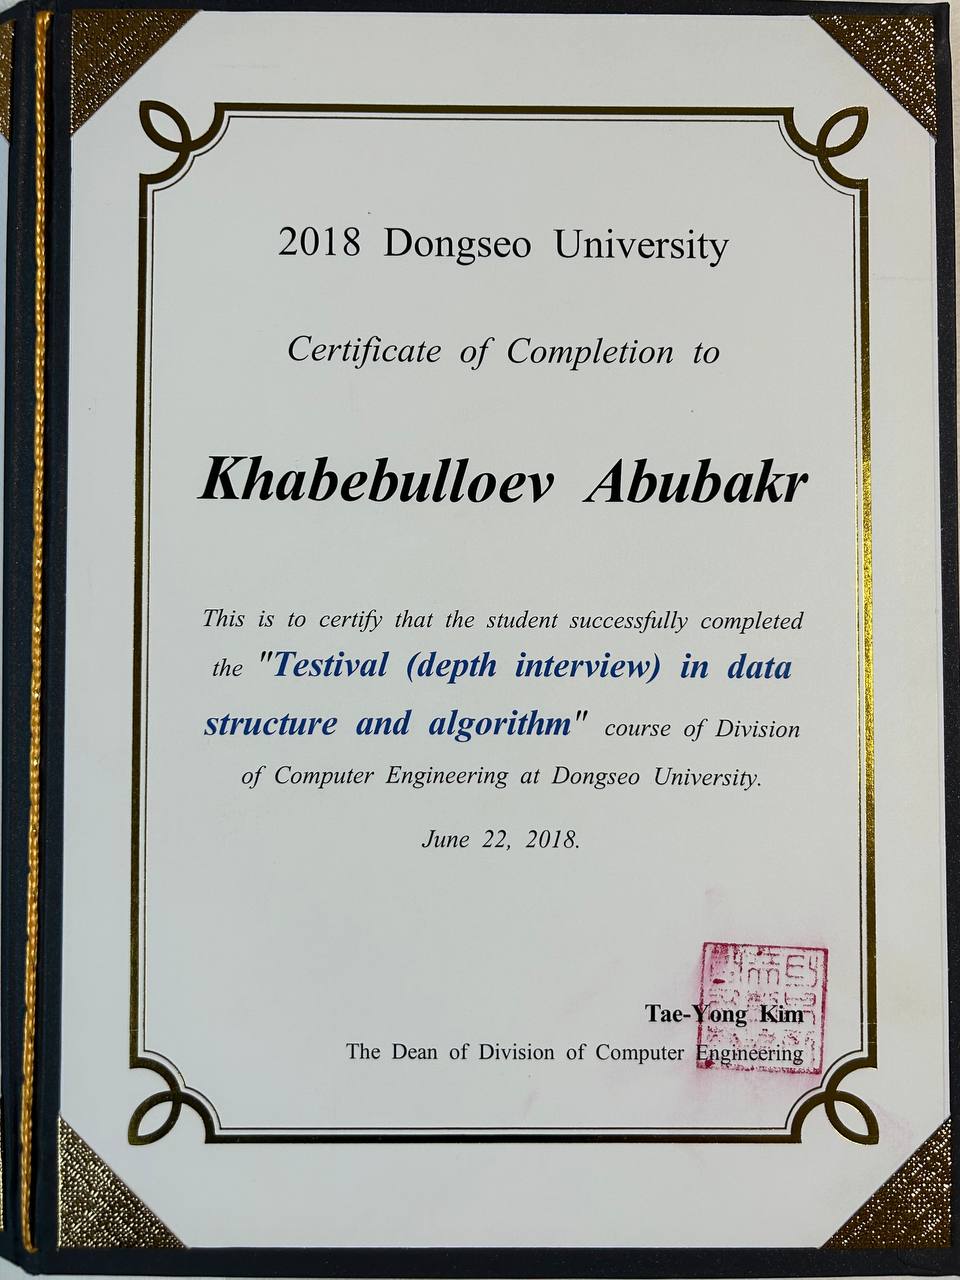 2018 Dongseo University
Certificate of Completion to
Khabebulloev Abubakr
This is to certify that the student successfully completed
the "Testival (depth interview) in data
structure and algorithm" course of Division
of Computer Engineering at Dongseo University.
June 22, 2018.
Tae-Yong Kim
The Dean of Division of Computer Engineering